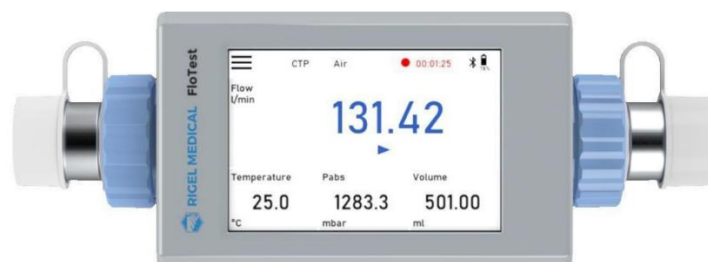 RIGEL MEDICAL FloTest
CTP Air 00:01:25
Flow
l/min
131.42
Temperature Pabs Volume
25.0 1283.3 501.00
°C mbar ml